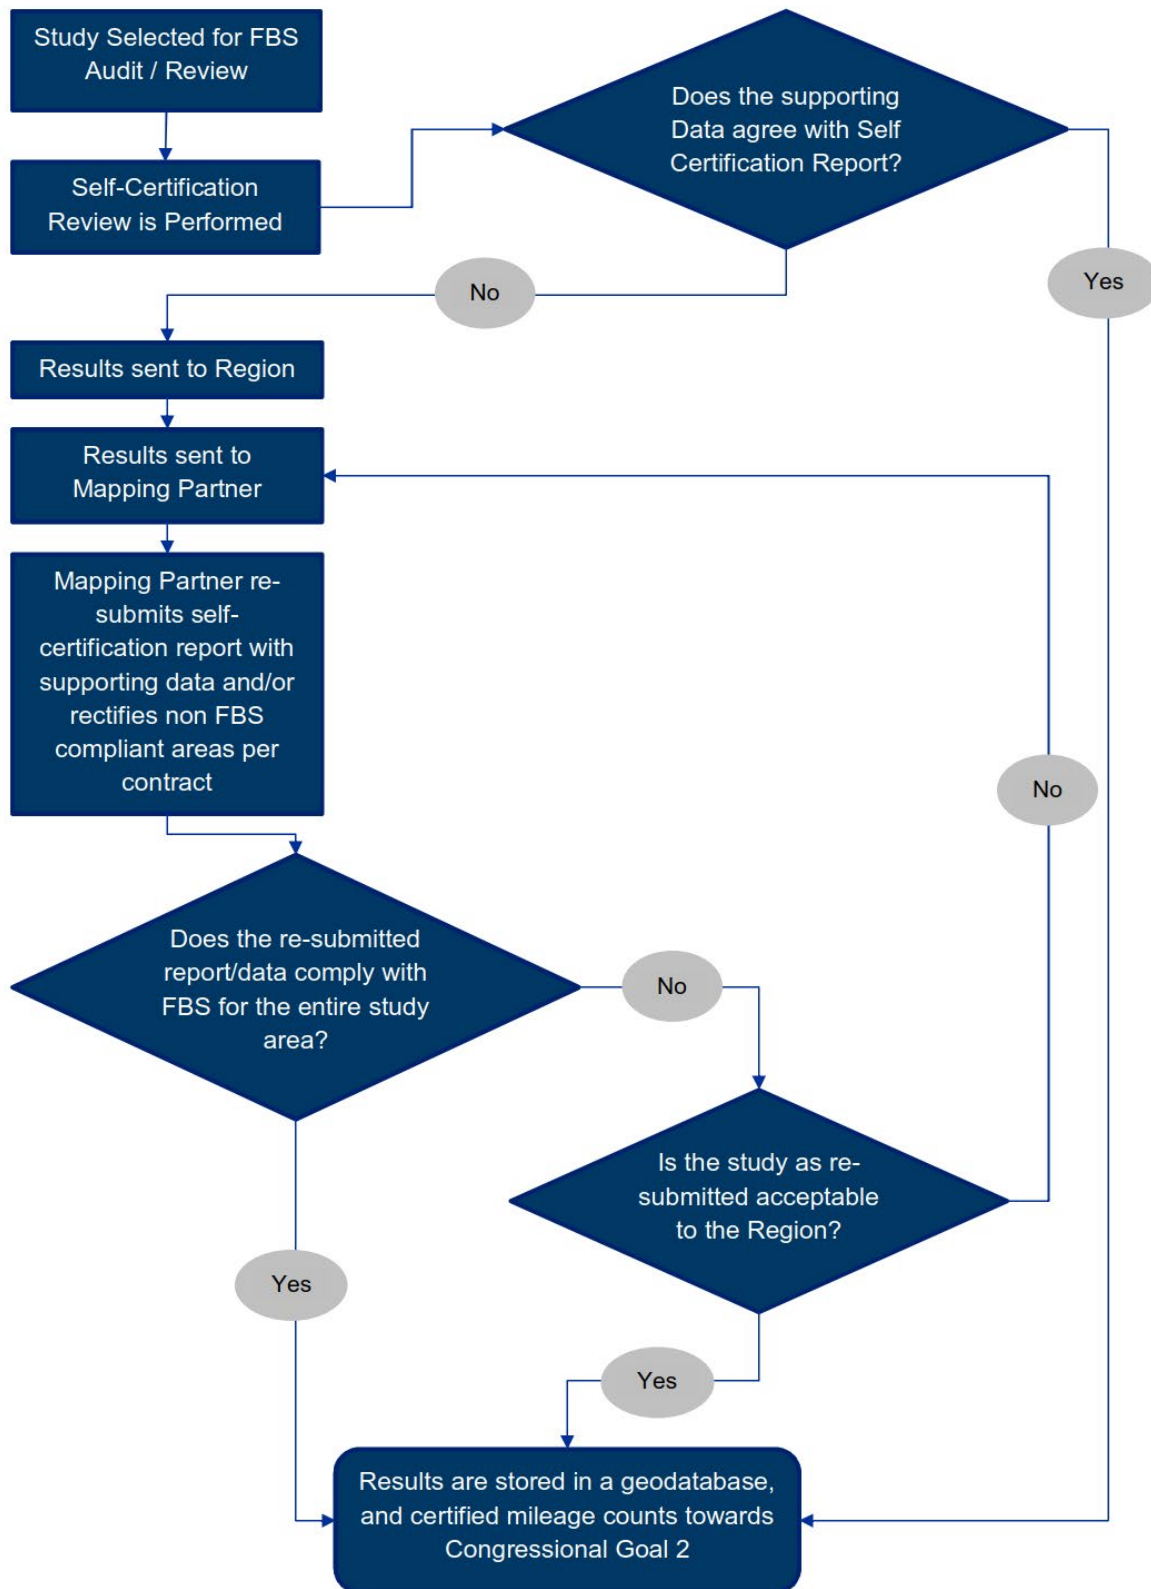 Study Selected for FBS
Audit / Review
Self-Certification
Review is Performed
Does the supporting
Data agree with Self
Certification Report?
Yes
No
Results sent to Region
Results sent to
Mapping Partner
Mapping Partner re-
submits self-
certification report with
supporting data and/or
rectifies non FBS
compliant areas per
contract
No
Does the re-submitted
report/data comply with
FBS for the entire study
area?
No
Is the study as re-
submitted acceptable
to the Region?
Yes
Yes
Results are stored in a geodatabase,
and certified mileage counts towards
Congressional Goal 2